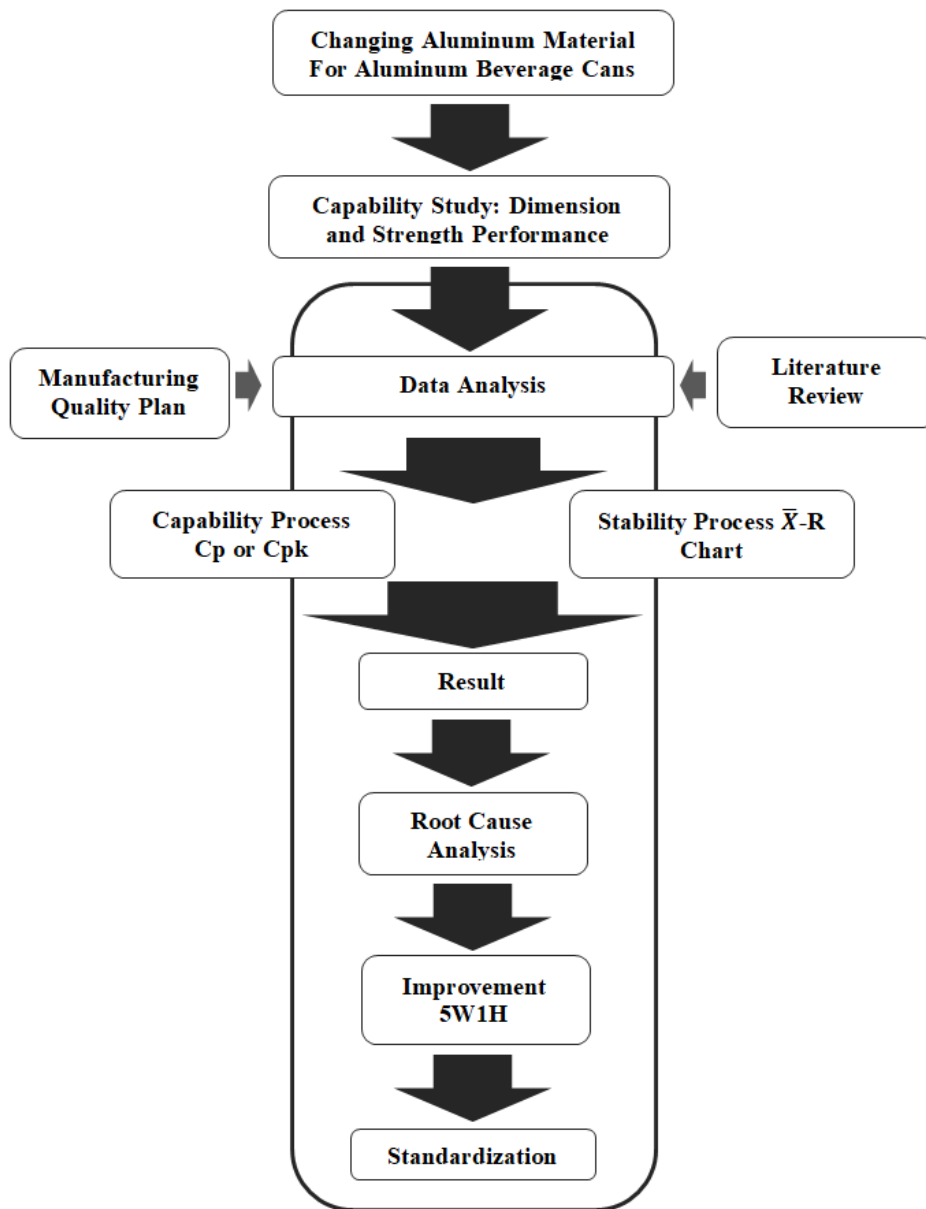 Changing Aluminum Material
For Aluminum Beverage Cans
Capability Study: Dimension
and Strength Performance
Manufacturing
Quality Plan
Data Analysis
Literature
Review
Capability Process
Cp or Cpk
Stability Process X̅-R
Chart
Result
Root Cause
Analysis
Improvement
5W1H
Standardization